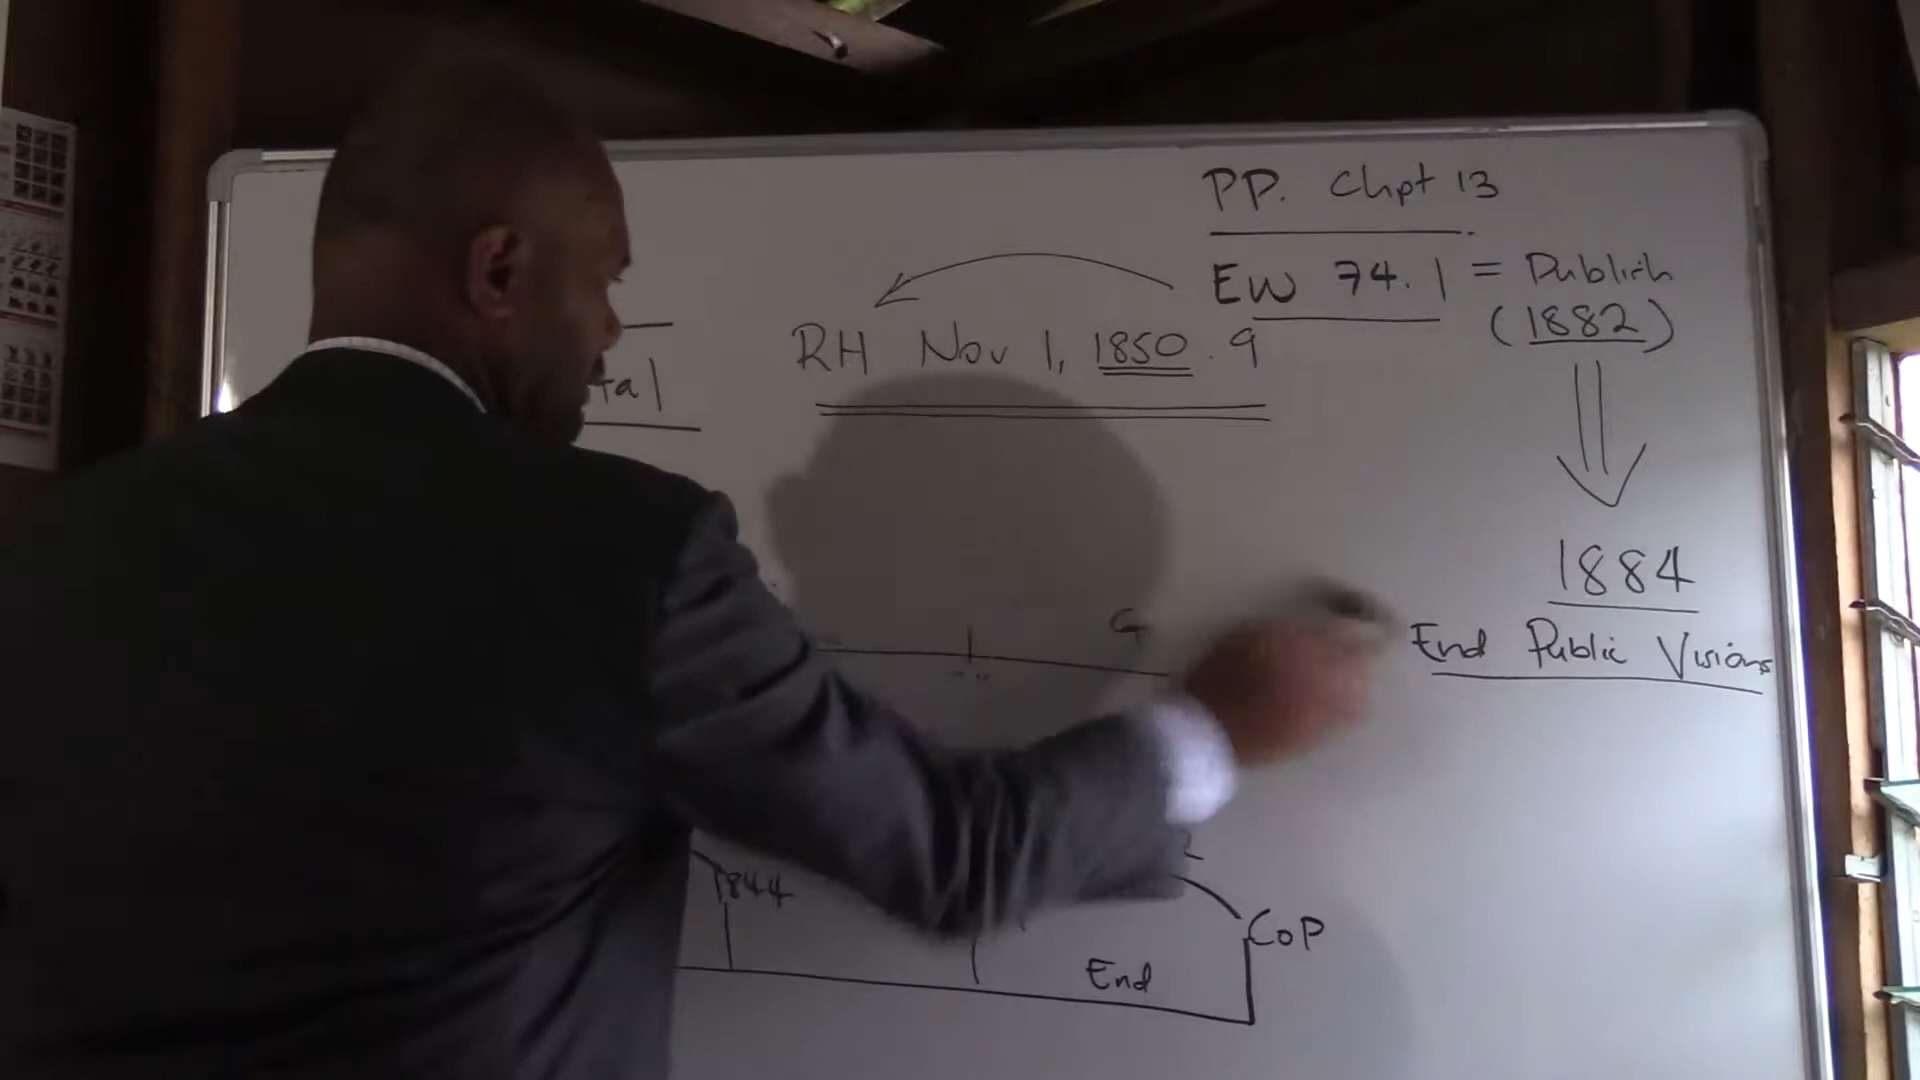 PP. Chpt 13
EW 74.1 = Publish
(1882)
RH Nov 1, 1850.9
tal
1884
G
End Public Visions
2
1844
CoP
End